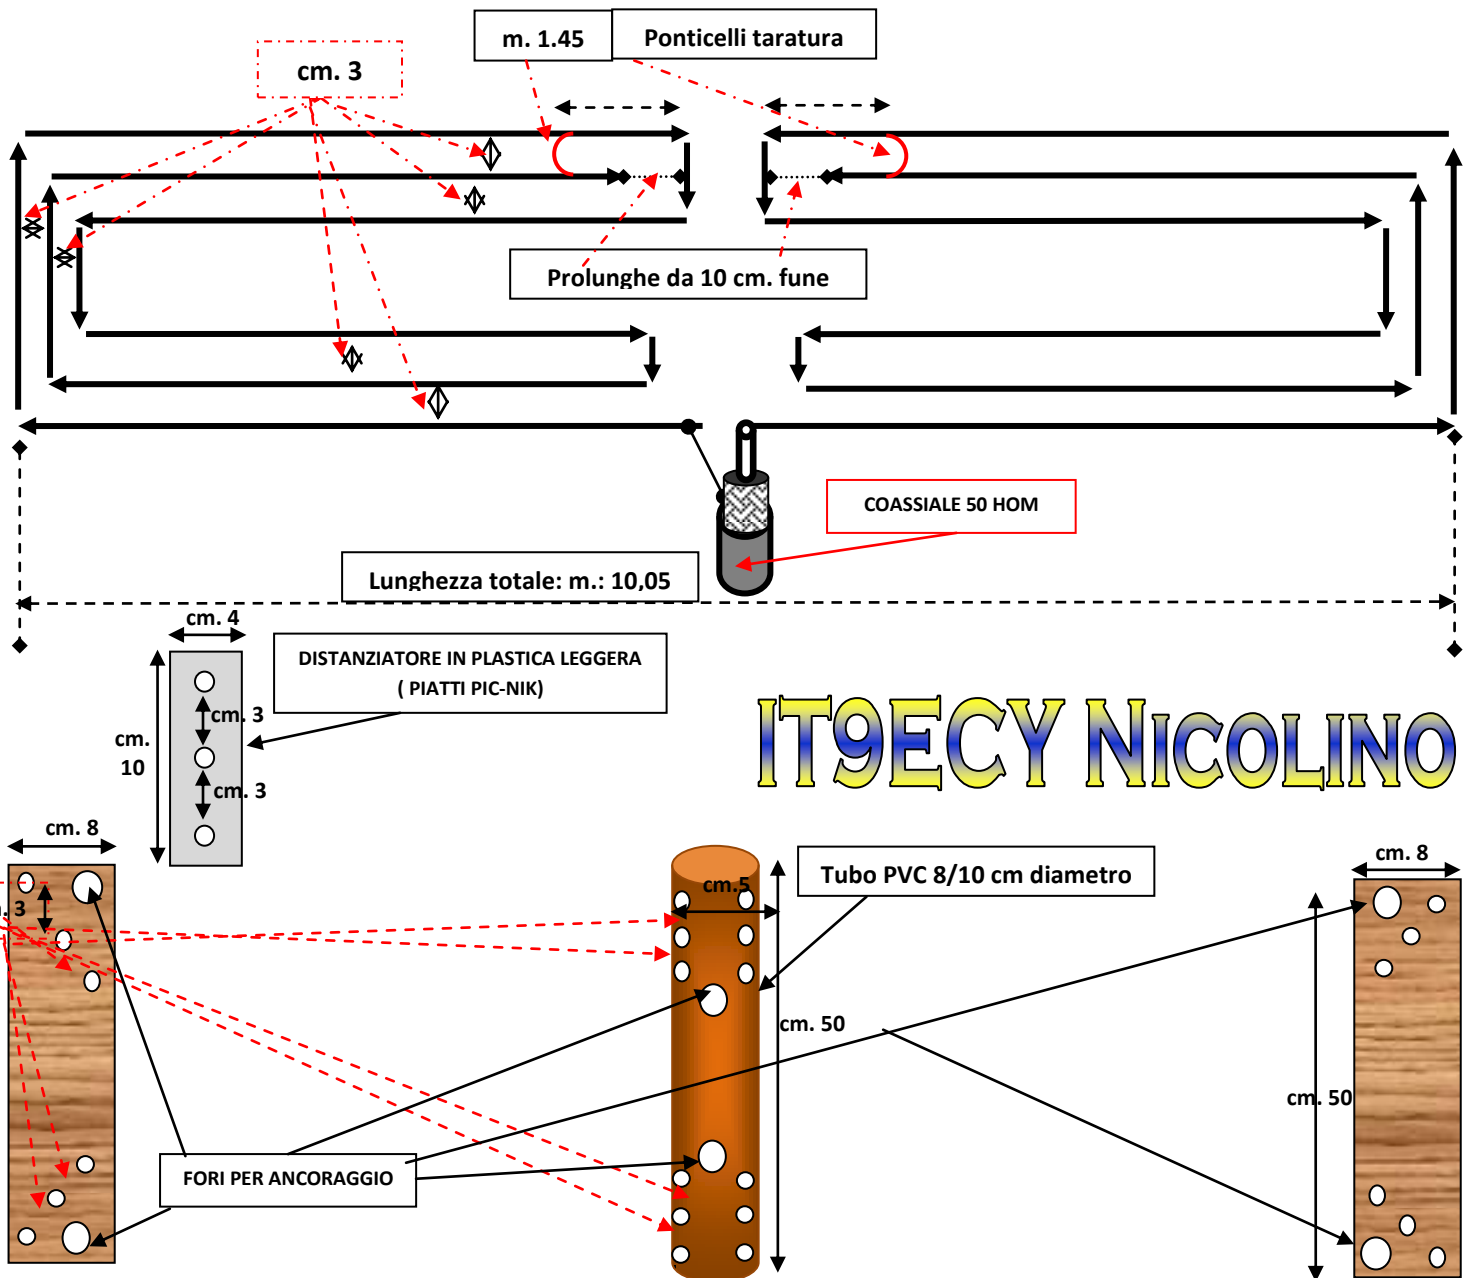 m. 1.45
Ponticelli taratura
cm. 3
Prolunghe da 10 cm. fune
COASSIALE 50 HOM
Lunghezza totale: m.: 10,05
cm. 4
DISTANZIATORE IN PLASTICA LEGGERA
( PIATTI PIC-NIK)
cm. 3
cm.
10
cm. 3
IT9ECY NICOLINO
cm. 8
cm.5
Tubo PVC 8/10 cm diametro
cm. 8
. 3
cm. 50
cm. 50
FORI PER ANCORAGGIO